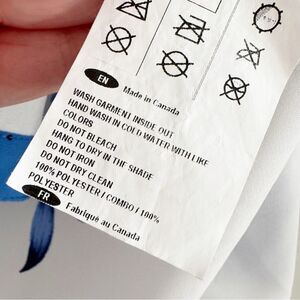 EN Made in Canada
WASH GARMENT INSIDE OUT
HAND WASH IN COLD WATER WITH LIKE
COLORS
DO NOT BLEACH
HANG TO DRY IN THE SHADE
DO NOT IRON
DO NOT DRY CLEAN
100% POLYESTER / COMBO / 100%
POLYESTER
FR Fabriqué au Canada